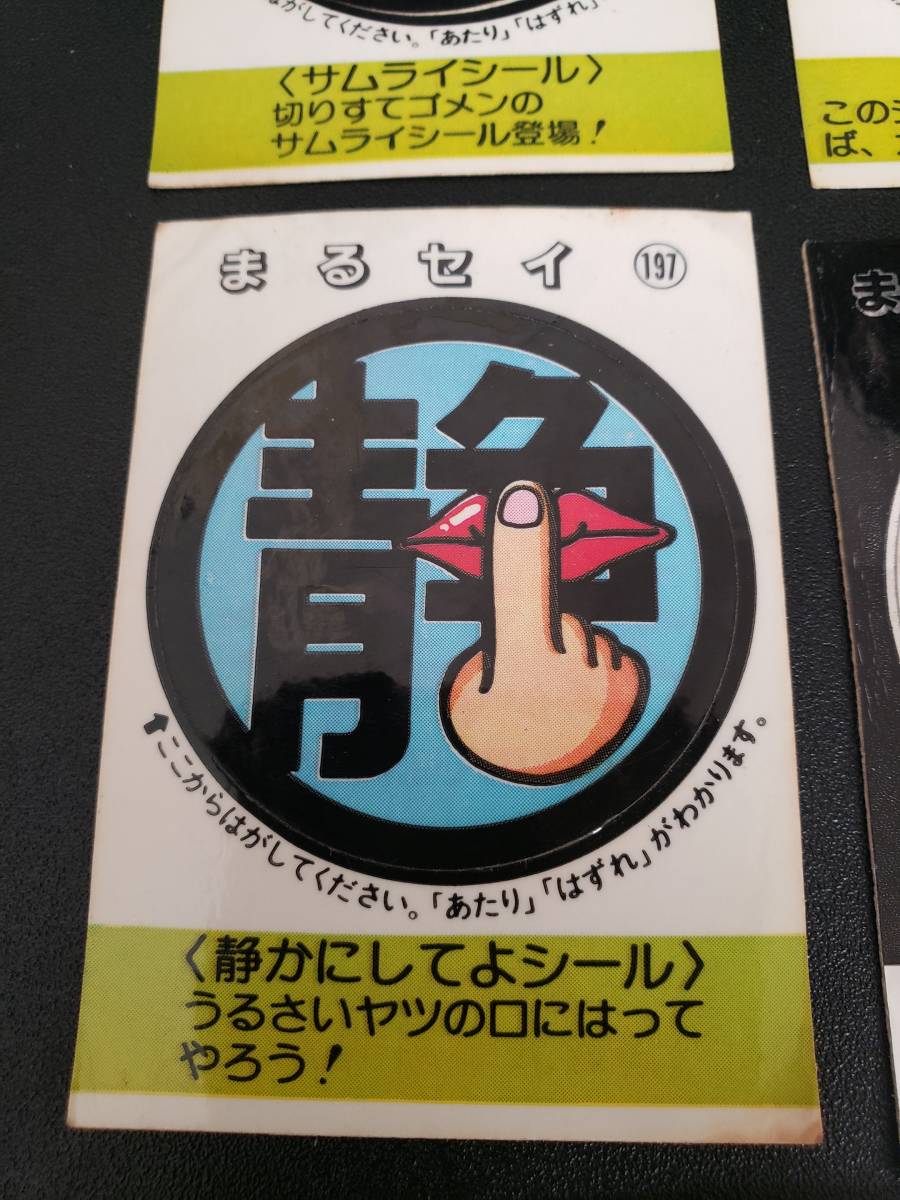 はがしてください。「あたり」「はずれ」
〈サムライシール〉
切りすてゴメンの
サムライシール登場！
この
ば、
まるセイ 197
静
⬆ここからはがしてください。「あたり」「はずれ」がわかります。
〈静かにしてよシール〉
うるさいヤツの口にはって
やろう！
ま